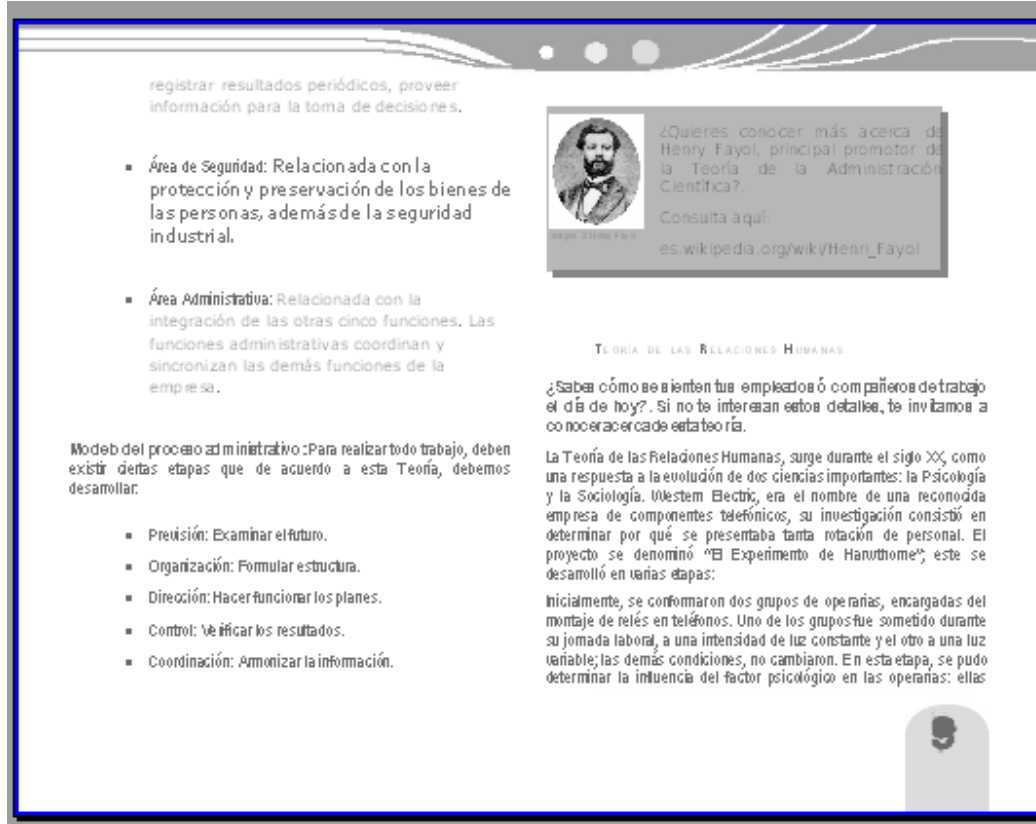 registrar resultados periódicos, proveer
información para la toma de decisiones.
▪ Área de Seguridad: Relacionada con la
protección y preservación de los bienes de
las personas, además de la seguridad
industrial.
▪ Área Administrativa: Relacionada con la
integración de las otras cinco funciones. Las
funciones administrativas coordinan y
sincronizan las demás funciones de la
empresa.
Modelo del proceso administrativo: Para realizar todo trabajo, deben
existir ciertas etapas que de acuerdo a esta Teoría, debemos
desarrollar:
▪ Previsión: Examinar el futuro.
▪ Organización: Formular estructura.
▪ Dirección: Hacer funcionar los planes.
▪ Control: Verificar los resultados.
▪ Coordinación: Armonizar la información.
¿Quieres conocer más acerca de
Henry Fayol, principal promotor de
la Teoría de la Administración
Científica?.
Consulta aquí:
es.wikipedia.org/wiki/Henri_Fayol
Henry Fayol
TEORÍA DE LAS RELACIONES HUMANAS
¿Sabes cómo se sienten tus empleados ó compañeros de trabajo
el día de hoy?. Si no te interesan estos detalles, te invitamos a
conocer acerca de esta teoría.
La Teoría de las Relaciones Humanas, surge durante el siglo XX, como
una respuesta a la evolución de dos ciencias importantes: la Psicología
y la Sociología. Western Electric, era el nombre de una reconocida
empresa de componentes telefónicos, su investigación consistió en
determinar por qué se presentaba tanta rotación de personal. El
proyecto se denominó "El Experimento de Hanwthorne"; este se
desarrolló en varias etapas:
Inicialmente, se conformaron dos grupos de operarias, encargadas del
montaje de relés en teléfonos. Uno de los grupos fue sometido durante
su jornada laboral, a una intensidad de luz constante y el otro a una luz
variable; las demás condiciones, no cambiaron. En esta etapa, se pudo
determinar la influencia del factor psicológico en las operarias: ellas